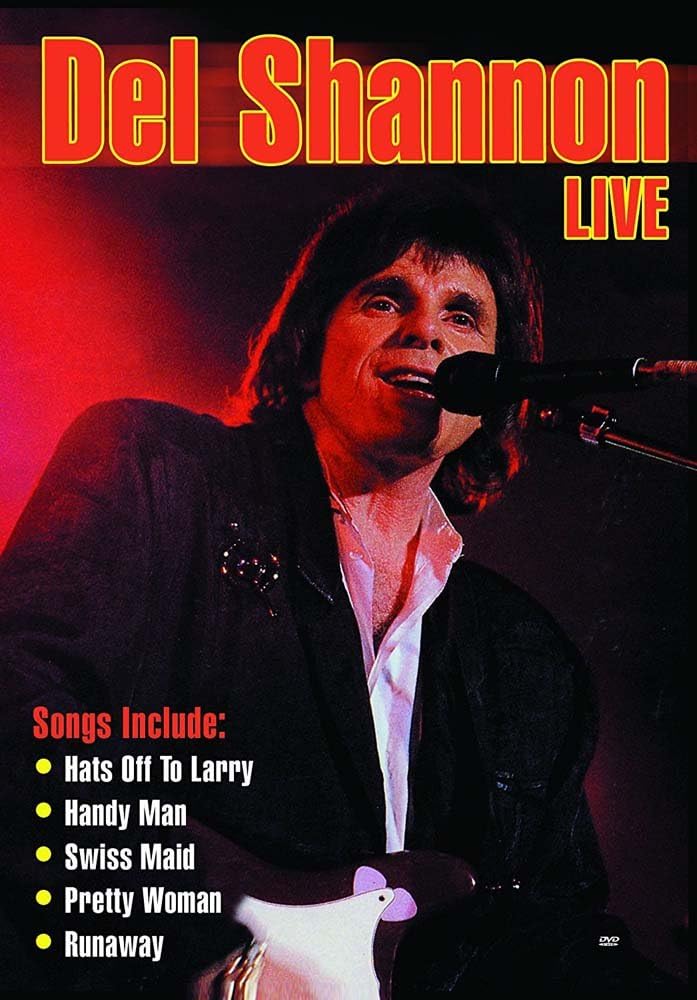 Del Shannon
LIVE
Songs Include:
• Hats Off To Larry
• Handy Man
• Swiss Maid
• Pretty Woman
• Runaway
DVD